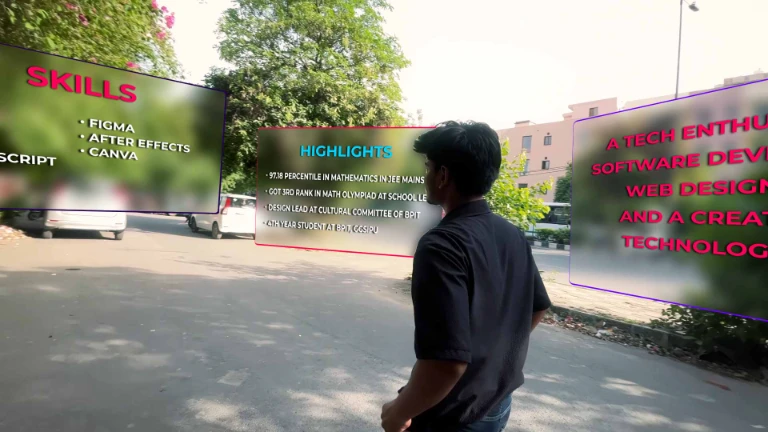 SKILLS
• FIGMA
• AFTER EFFECTS
• CANVA
SCRIPT
HIGHLIGHTS
• 97.18 PERCENTILE IN MATHEMATICS IN JEE MAINS
• GOT 3RD RANK IN MATH OLYMPIAD AT SCHOOL LE
• DESIGN LEAD AT CULTURAL COMMITTEE OF BPIT
• 4TH YEAR STUDENT AT BPIT, GGSIPU
A TECH ENTHU
SOFTWARE DEV
WEB DESIGN
AND A CREAT
TECHNOLOG